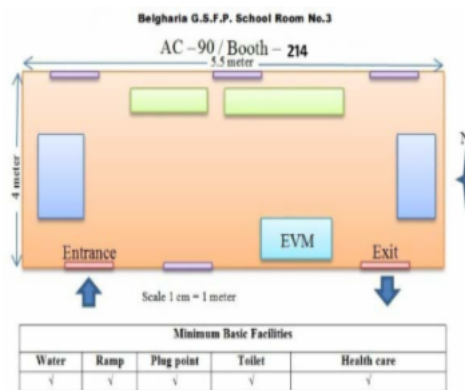 Belgharia G.S.F.P. School Room No.3
AC – 90 / Booth – 214
5.5 meter
4 meter
N
Entrance
EVM
Exit
Scale 1 cm = 1 meter
Minimum Basic Facilities
Water Ramp Plug point Toilet Health care
√ √ √ √ √